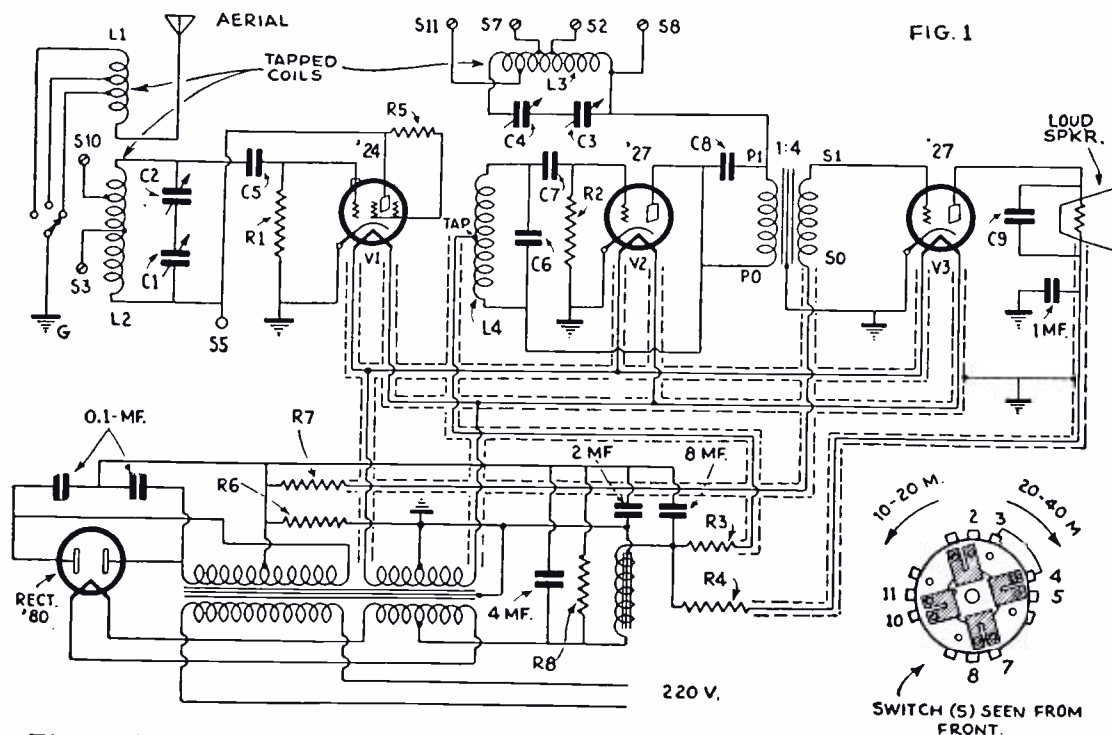 AERIAL
L1
TAPPED
COILS
S11
S7
S2
S8
FIG. 1
L3
C4
C3
R5
S10
C2
C5
'24
R1
C1
S3
L2
G
S5
V1
TAP
L4
C7
R2
C6
'27
V2
C8
P1
1:4
S1
PO
SO
'27
V3
LOUD
SPKR.
C9
1 MF.
0.1-MF.
R7
R6
2 MF
8 MF.
R3
R4
RECT.
'80
4 MF.
R8
220 V.
10-20 M.
20-40 M
2
3
4
5
11
10
8
7
SWITCH (S) SEEN FROM
FRONT.